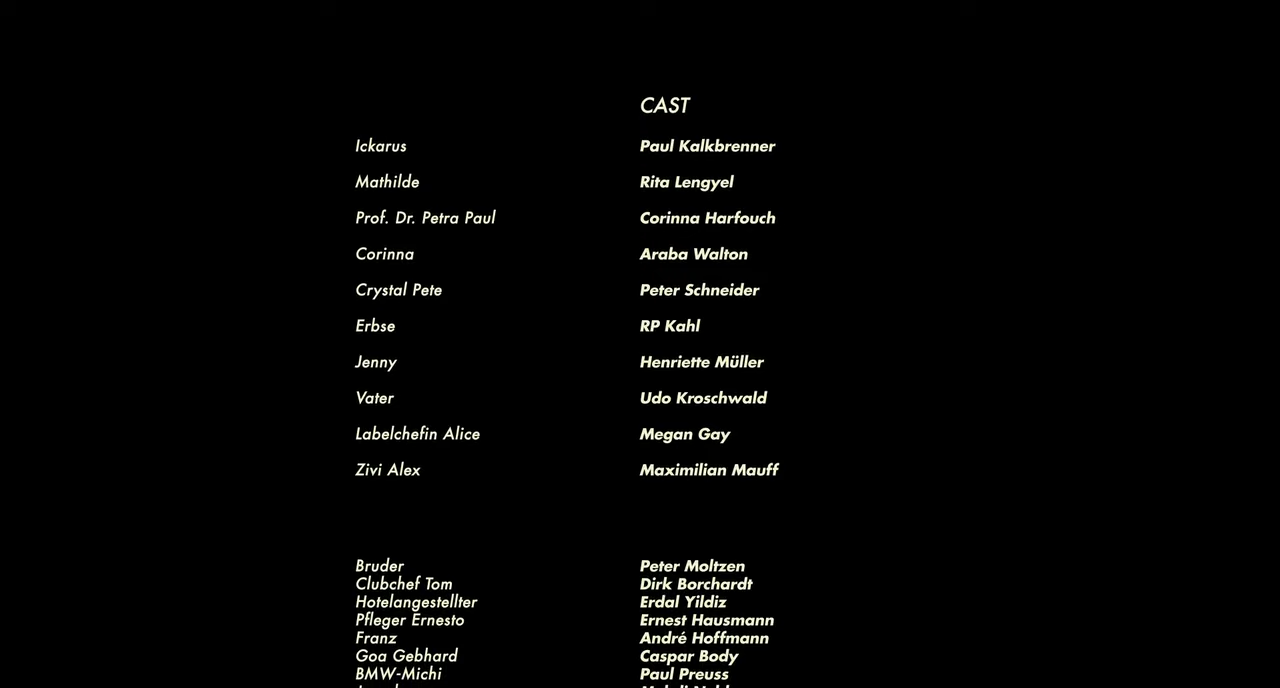 CAST
Ickarus Paul Kalkbrenner
Mathilde Rita Lengyel
Prof. Dr. Petra Paul Corinna Harfouch
Corinna Araba Walton
Crystal Pete Peter Schneider
Erbse RP Kahl
Jenny Henriette Müller
Vater Udo Kroschwald
Labelchefin Alice Megan Gay
Zivi Alex Maximilian Mauff
Bruder Peter Moltzen
Clubchef Tom Dirk Borchardt
Hotelangestellter Erdal Yildiz
Pfleger Ernesto Ernest Hausmann
Franz André Hoffmann
Goa Gebhard Caspar Body
BMW-Michi Paul Preuss